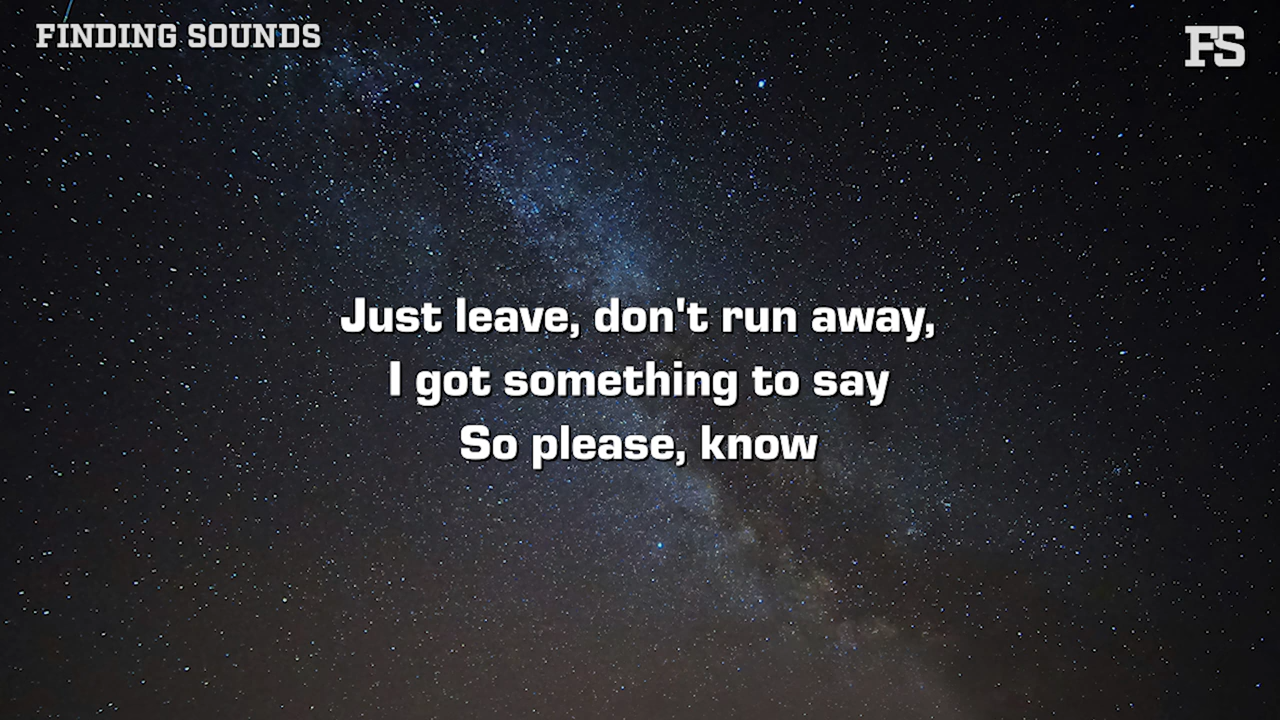 FINDING SOUNDS
FS
Just leave, don't run away,
I got something to say
So please, know